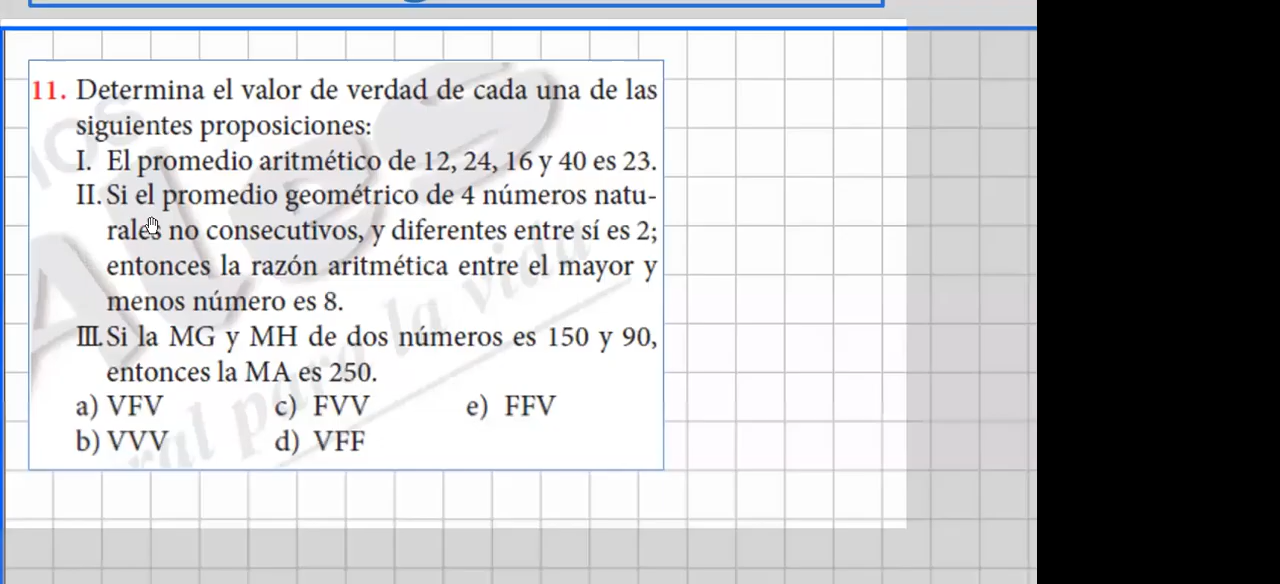 11. Determina el valor de verdad de cada una de las
siguientes proposiciones:
I. El promedio aritmético de 12, 24, 16 y 40 es 23.
II. Si el promedio geométrico de 4 números natu-
rales no consecutivos, y diferentes entre sí es 2;
entonces la razón aritmética entre el mayor y
menos número es 8.
III. Si la MG y MH de dos números es 150 y 90,
entonces la MA es 250.
a) VFV c) FVV e) FFV
b) VVV d) VFF